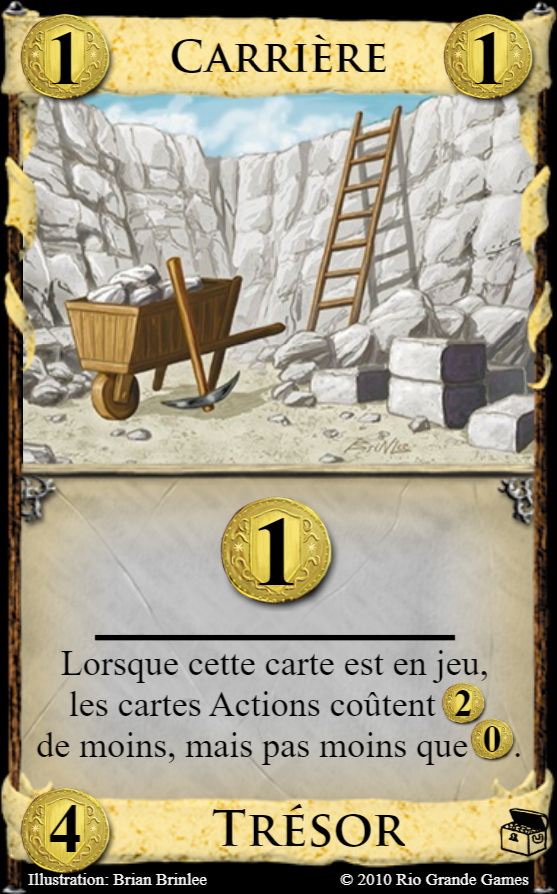 1 CARRIÈRE 1
BriNlee
1
Lorsque cette carte est en jeu,
les cartes Actions coûtent 2
de moins, mais pas moins que 0.
4 TRÉSOR
Illustration: Brian Brinlee © 2010 Rio Grande Games